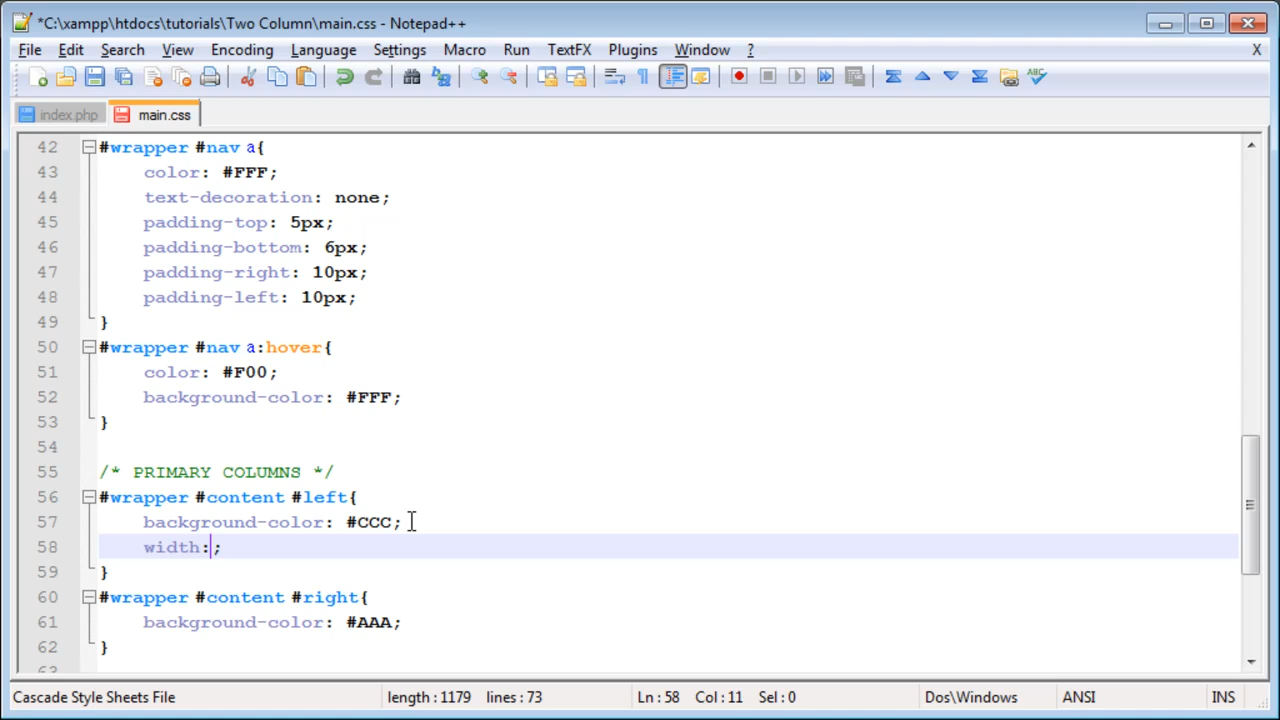 *C:\xampp\htdocs\tutorials\Two Column\main.css - Notepad++
File Edit Search View Encoding Language Settings Macro Run TextFX Plugins Window ? X
index.php main.css
42 #wrapper #nav a{
43 color: #FFF;
44 text-decoration: none;
45 padding-top: 5px;
46 padding-bottom: 6px;
47 padding-right: 10px;
48 padding-left: 10px;
49 }
50 #wrapper #nav a:hover{
51 color: #F00;
52 background-color: #FFF;
53 }
54
55 /* PRIMARY COLUMNS */
56 #wrapper #content #left{
57 background-color: #CCC;
58 width:;
59 }
60 #wrapper #content #right{
61 background-color: #AAA;
62 }
63
Cascade Style Sheets File length : 1179 lines : 73 Ln : 58 Col : 11 Sel : 0 Dos\Windows ANSI INS